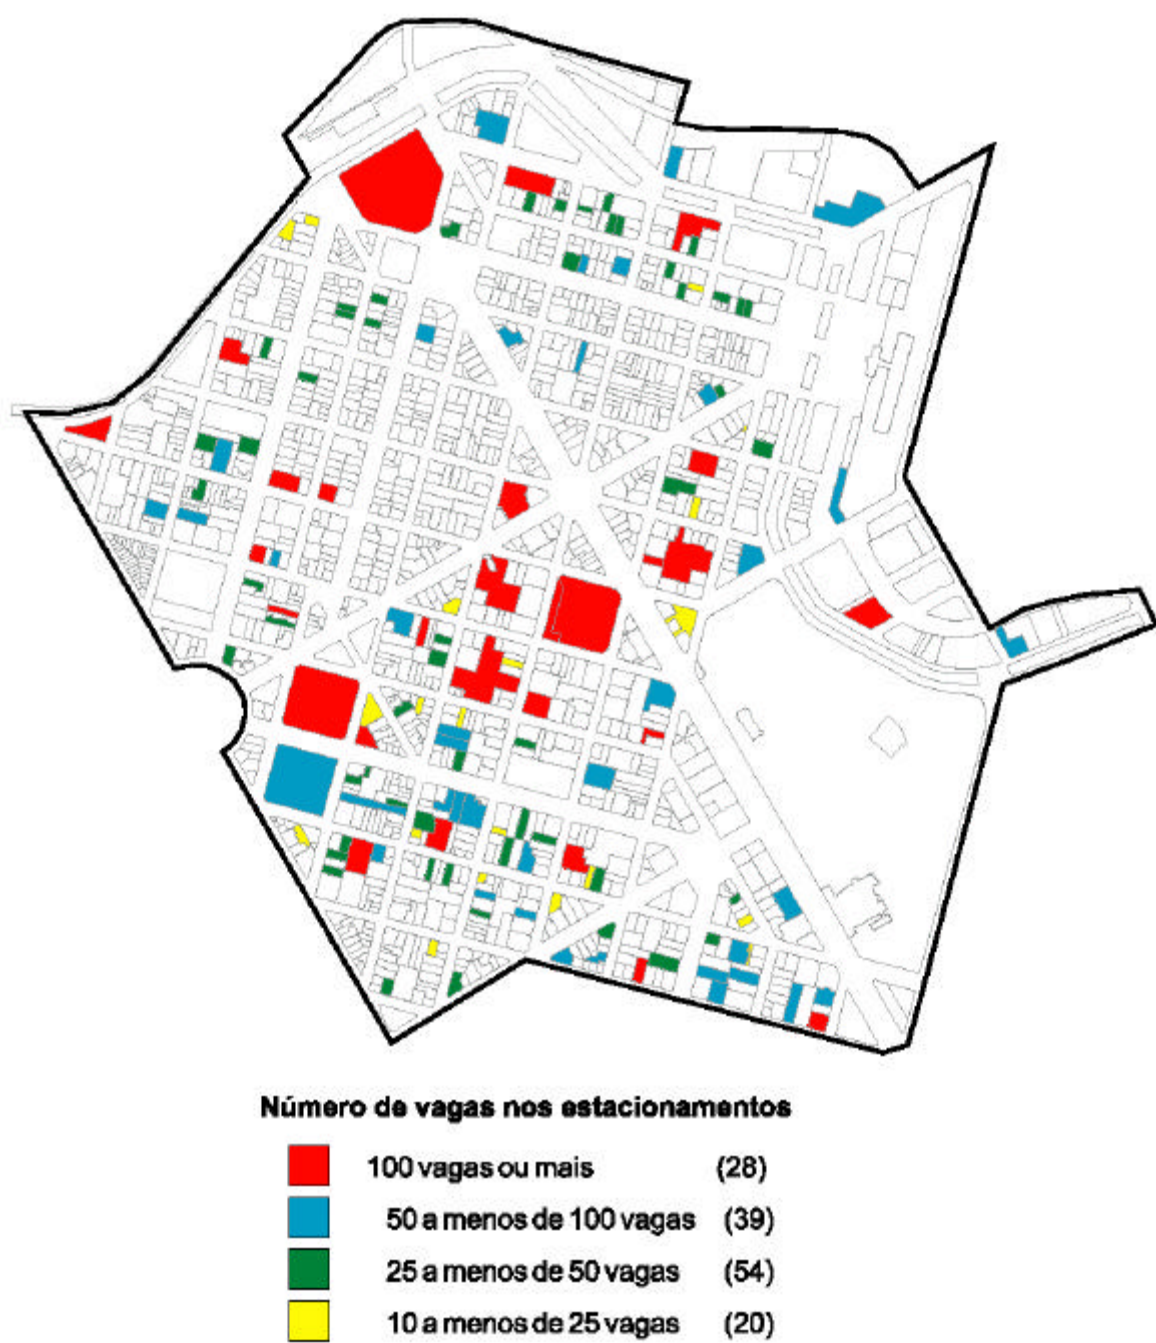 Número de vagas nos estacionamentos
100 vagas ou mais (28)
50 a menos de 100 vagas (39)
25 a menos de 50 vagas (54)
10 a menos de 25 vagas (20)